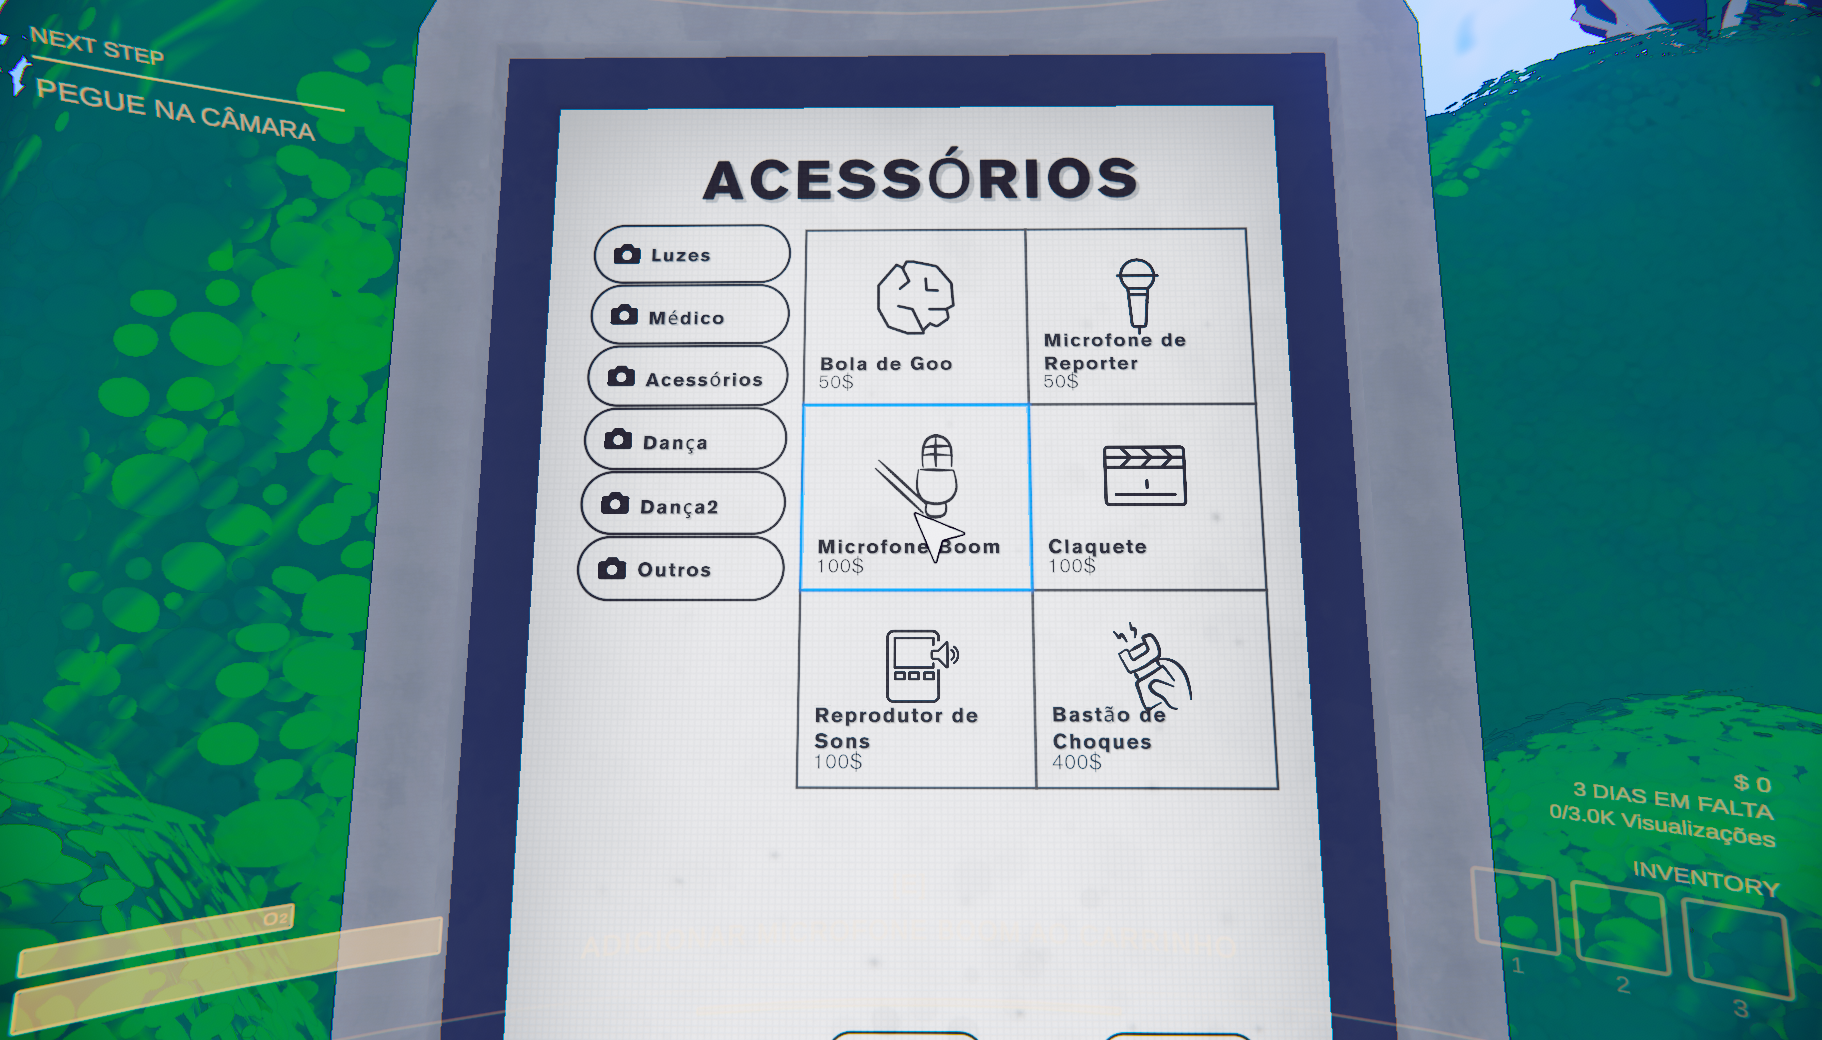 NEXT STEP
PEGUE NA CÂMARA
ACESSÓRIOS
Luzes
Médico
Acessórios
Dança
Dança2
Outros
Bola de Goo
50$
Microfone de
Reporter
50$
Microfone Boom
100$
Claquete
100$
Reprodutor de
Sons
100$
Bastão de
Choques
400$
$ 0
3 DIAS EM FALTA
0/3.0K Visualizações
INVENTORY
1
2
3
O2